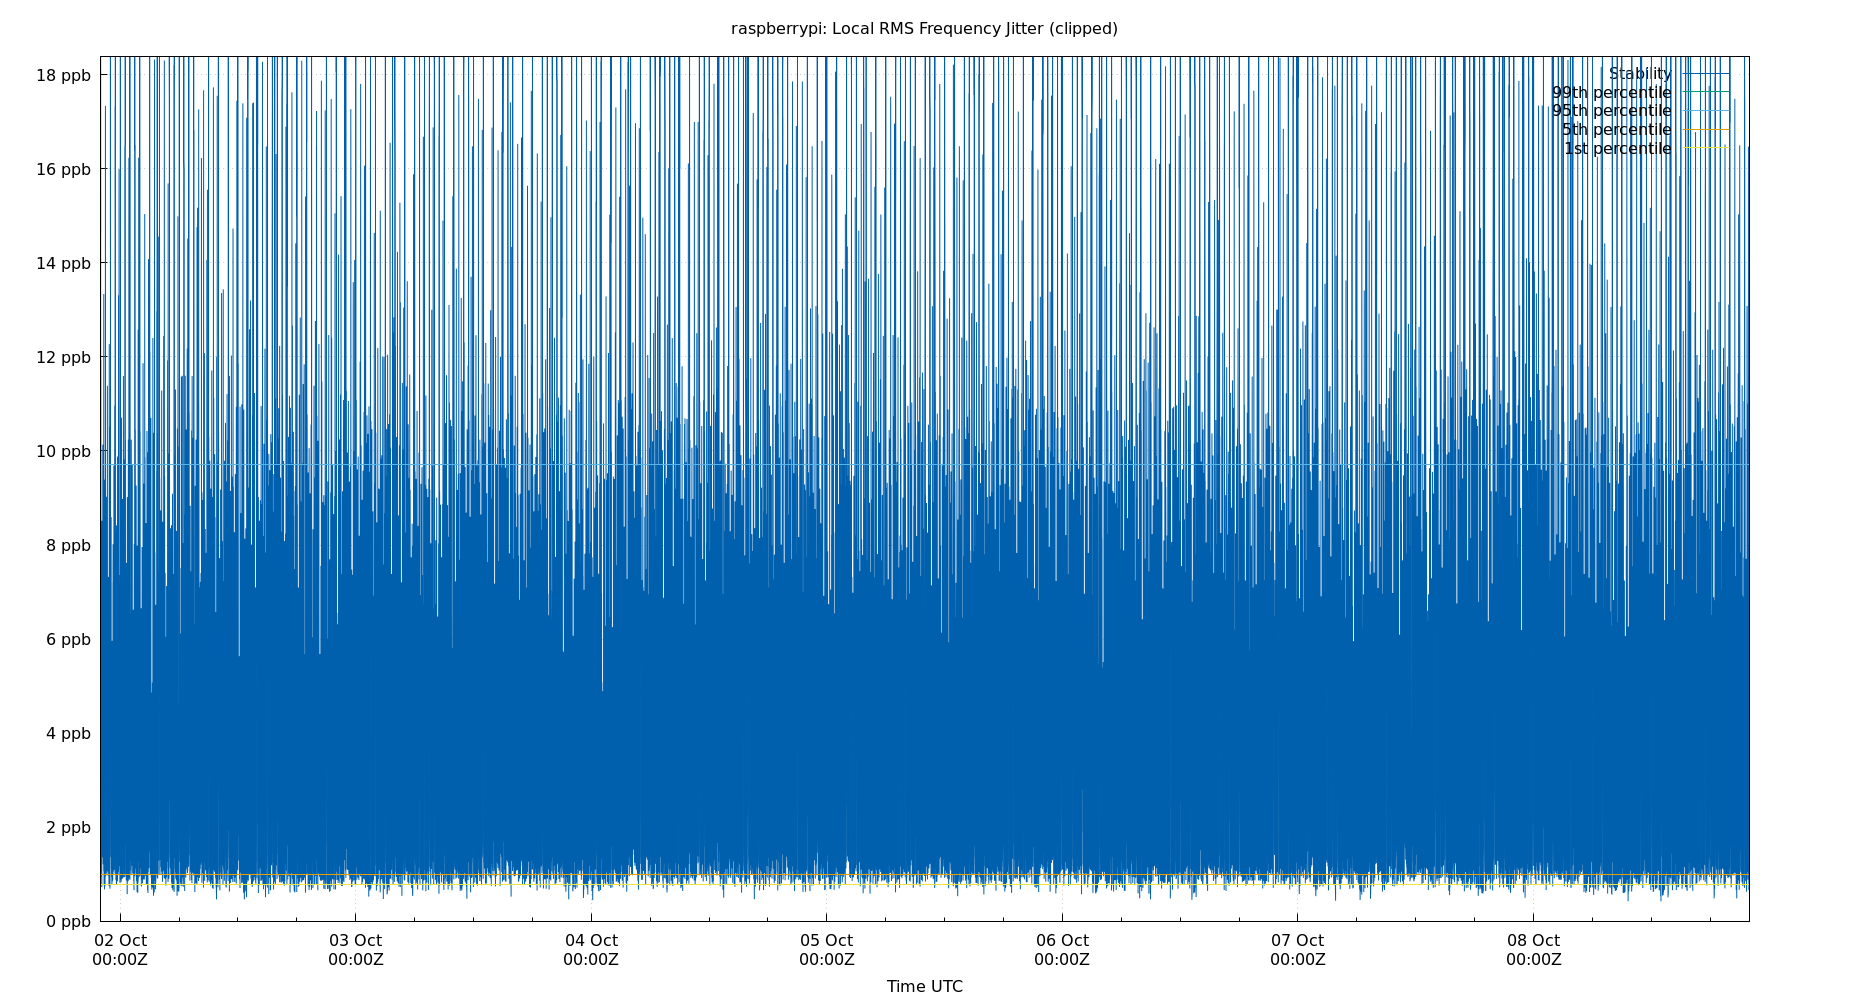 raspberrypi: Local RMS Frequency Jitter (clipped)
18 ppb
16 ppb
14 ppb
12 ppb
10 ppb
8 ppb
6 ppb
4 ppb
2 ppb
0 ppb
Stability
99th percentile
95th percentile
5th percentile
1st percentile
02 Oct 03 Oct 04 Oct 05 Oct 06 Oct 07 Oct 08 Oct
00:00Z 00:00Z 00:00Z 00:00Z 00:00Z 00:00Z 00:00Z
Time UTC